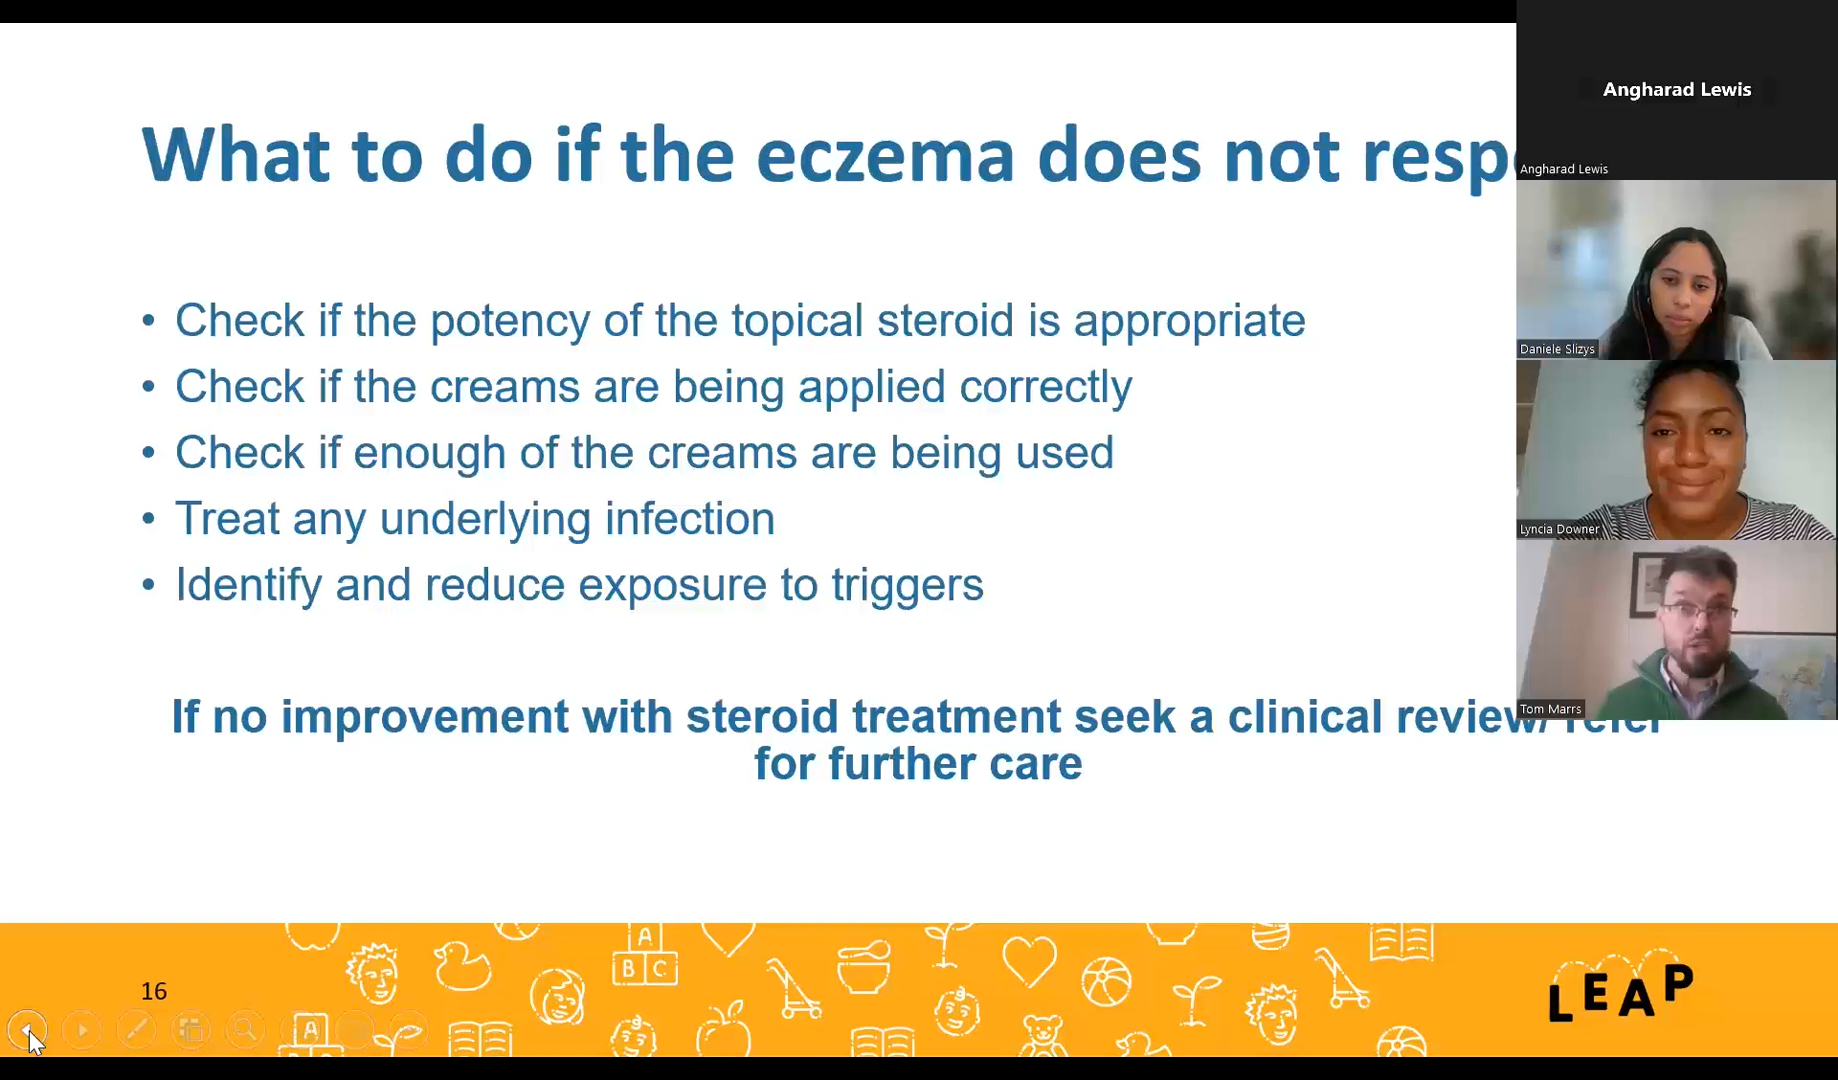 What to do if the eczema does not resp
• Check if the potency of the topical steroid is appropriate
• Check if the creams are being applied correctly
• Check if enough of the creams are being used
• Treat any underlying infection
• Identify and reduce exposure to triggers
If no improvement with steroid treatment seek a clinical review/ refer
for further care
Angharad Lewis
Angharad Lewis
Daniele Slizys
Lyncia Downer
Tom Marrs
A
B C
16
A
LEAP